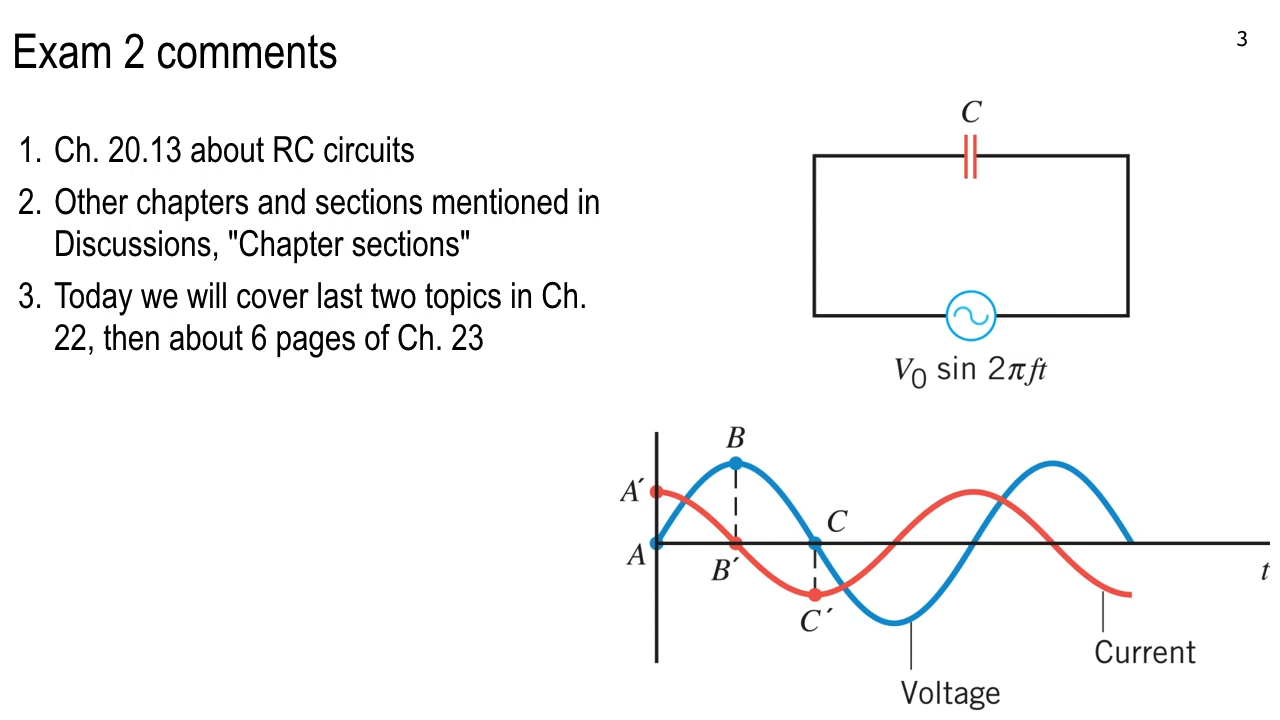 Exam 2 comments
3
1. Ch. 20.13 about RC circuits
2. Other chapters and sections mentioned in
Discussions, "Chapter sections"
3. Today we will cover last two topics in Ch.
22, then about 6 pages of Ch. 23
C
V₀ sin 2πft
B
A′
C
A
B′
t
C′
Current
Voltage